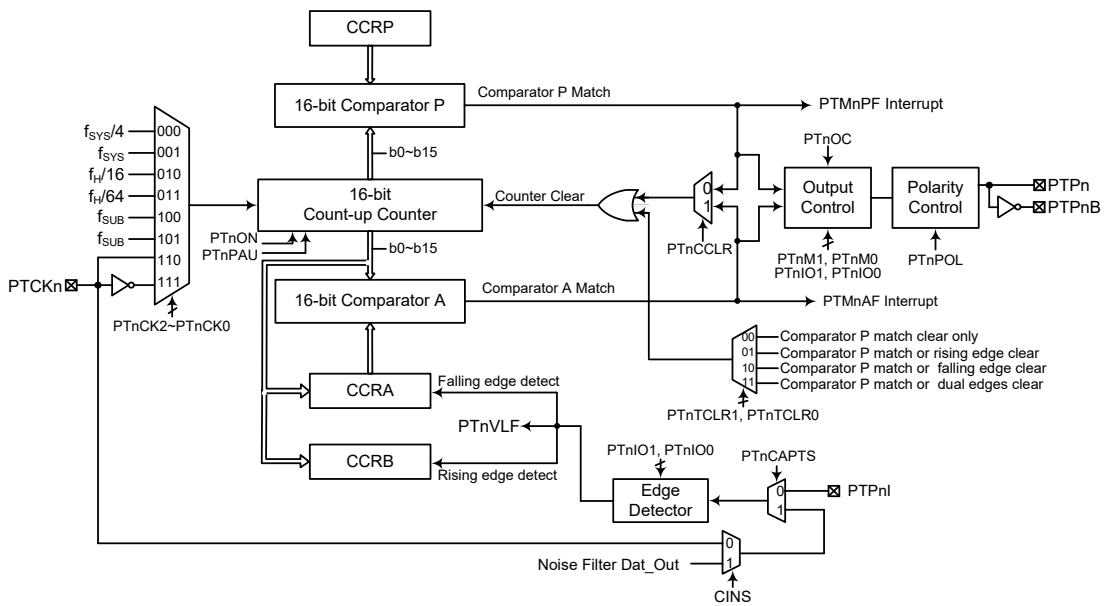 CCRP
16-bit Comparator P
Comparator P Match
PTMnPF Interrupt
b0~b15
fSYS/4
000
fSYS
001
fH/16
010
fH/64
011
fSUB
100
fSUB
101
110
111
PTCKn
PTnCK2~PTnCK0
16-bit
Count-up Counter
Counter Clear
PTnON
PTnPAU
b0~b15
0
1
PTnCCLR
PTnOC
Output
Control
PTnM1, PTnM0
PTnIO1, PTnIO0
Polarity
Control
PTnPOL
PTPn
PTPnB
16-bit Comparator A
Comparator A Match
PTMnAF Interrupt
00
Comparator P match clear only
01
Comparator P match or rising edge clear
10
Comparator P match or falling edge clear
11
Comparator P match or dual edges clear
PTnTCLR1, PTnTCLR0
CCRA
Falling edge detect
PTnVLF
CCRB
Rising edge detect
PTnIO1, PTnIO0
Edge
Detector
PTnCAPTS
0
1
PTPnI
0
1
Noise Filter Dat_Out
CINS